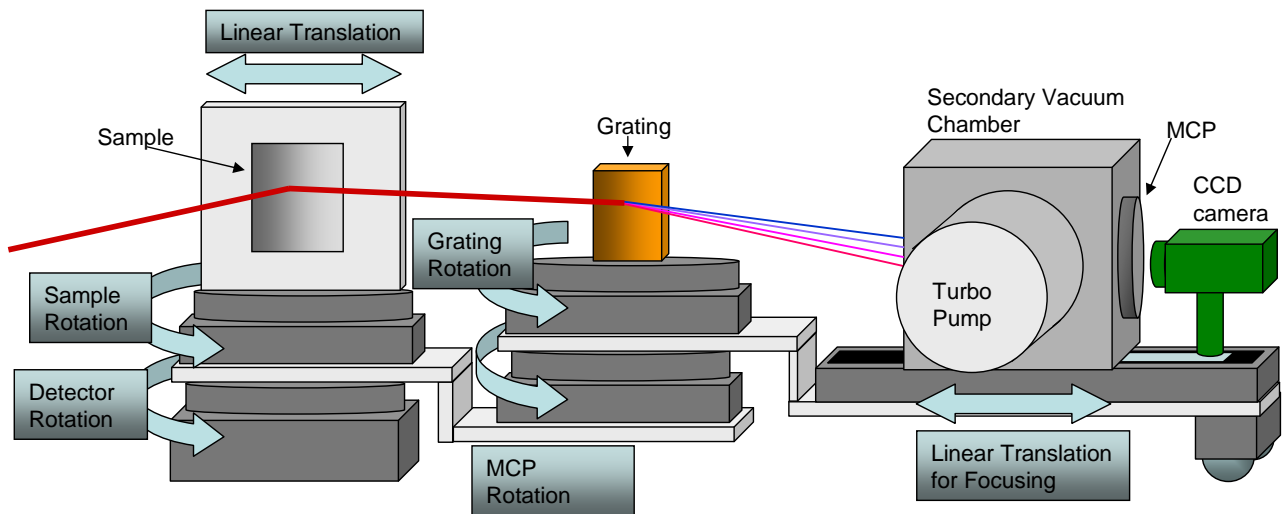 Linear Translation
Sample
Grating
Secondary Vacuum
Chamber
MCP
CCD
camera
Grating
Rotation
Sample
Rotation
Turbo
Pump
Detector
Rotation
MCP
Rotation
Linear Translation
for Focusing